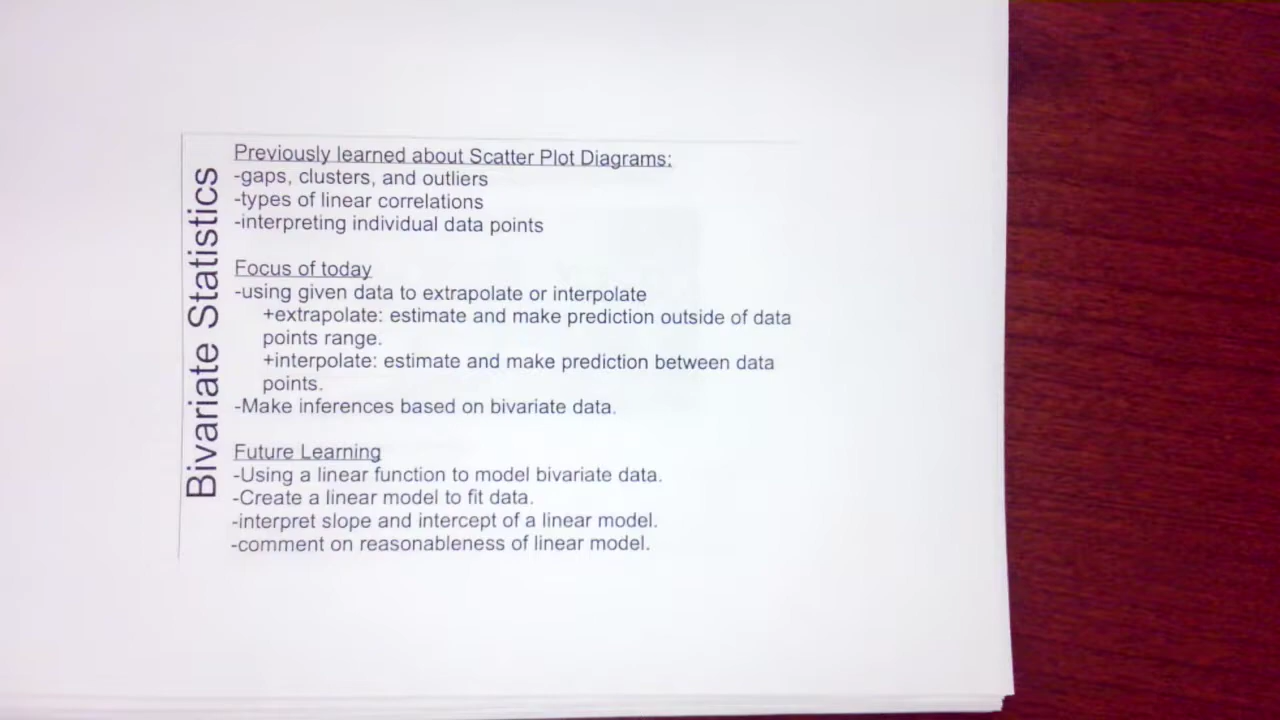 Bivariate Statistics
Previously learned about Scatter Plot Diagrams:
-gaps, clusters, and outliers
-types of linear correlations
-interpreting individual data points
Focus of today
-using given data to extrapolate or interpolate
+extrapolate: estimate and make prediction outside of data
points range.
+interpolate: estimate and make prediction between data
points.
-Make inferences based on bivariate data.
Future Learning
-Using a linear function to model bivariate data.
-Create a linear model to fit data.
-interpret slope and intercept of a linear model.
-comment on reasonableness of linear model.